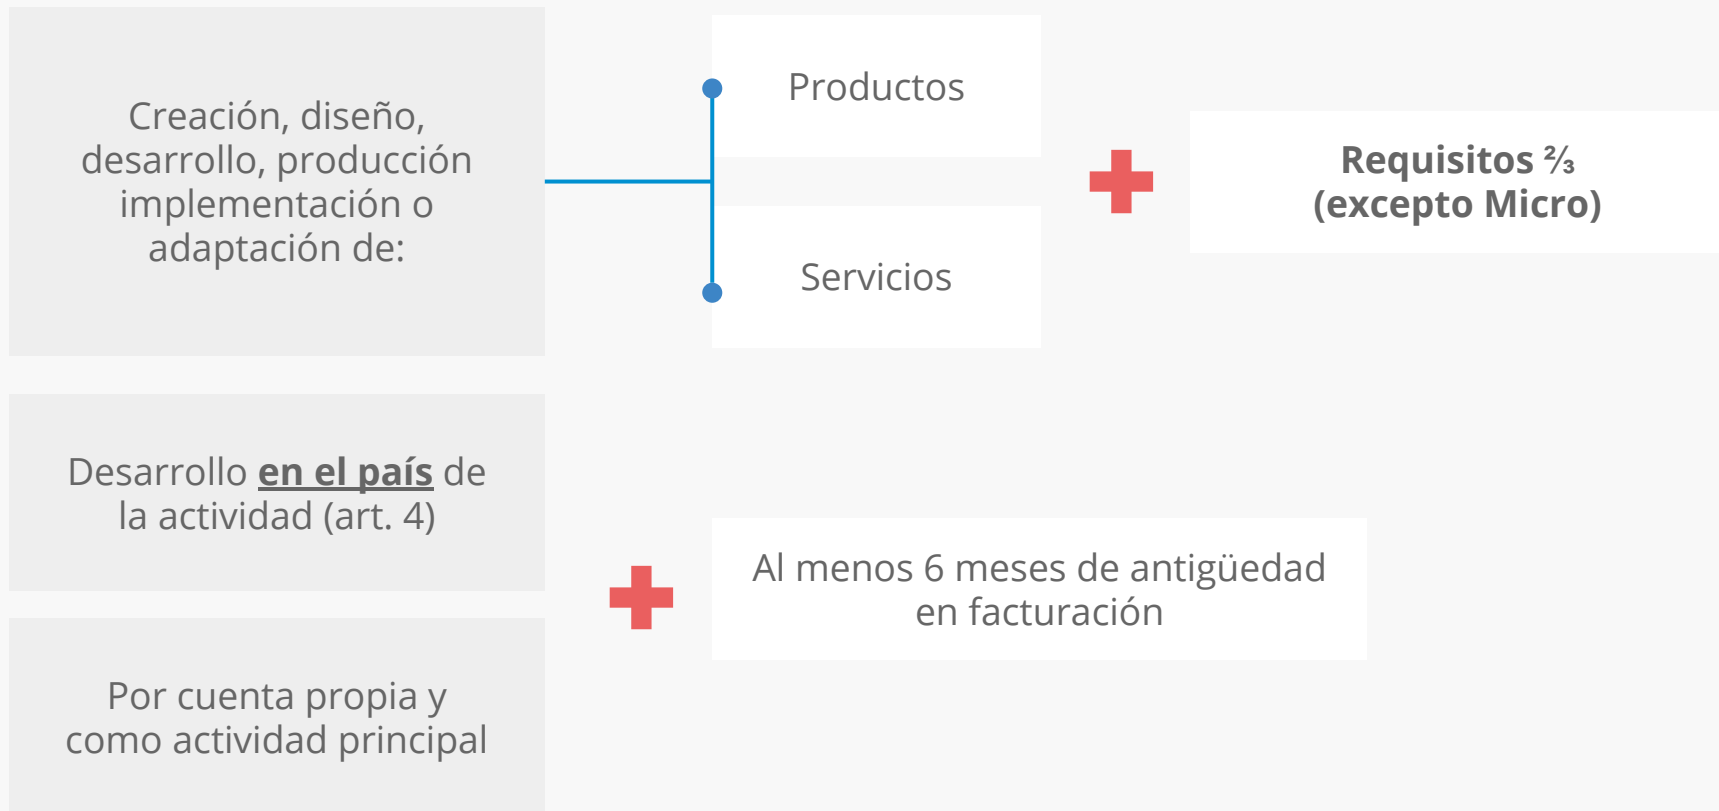 Creación, diseño,
desarrollo, producción
implementación o
adaptación de:
Productos
Servicios
Requisitos ⅔
(excepto Micro)
Desarrollo en el país de
la actividad (art. 4)
Al menos 6 meses de antigüedad
en facturación
Por cuenta propia y
como actividad principal